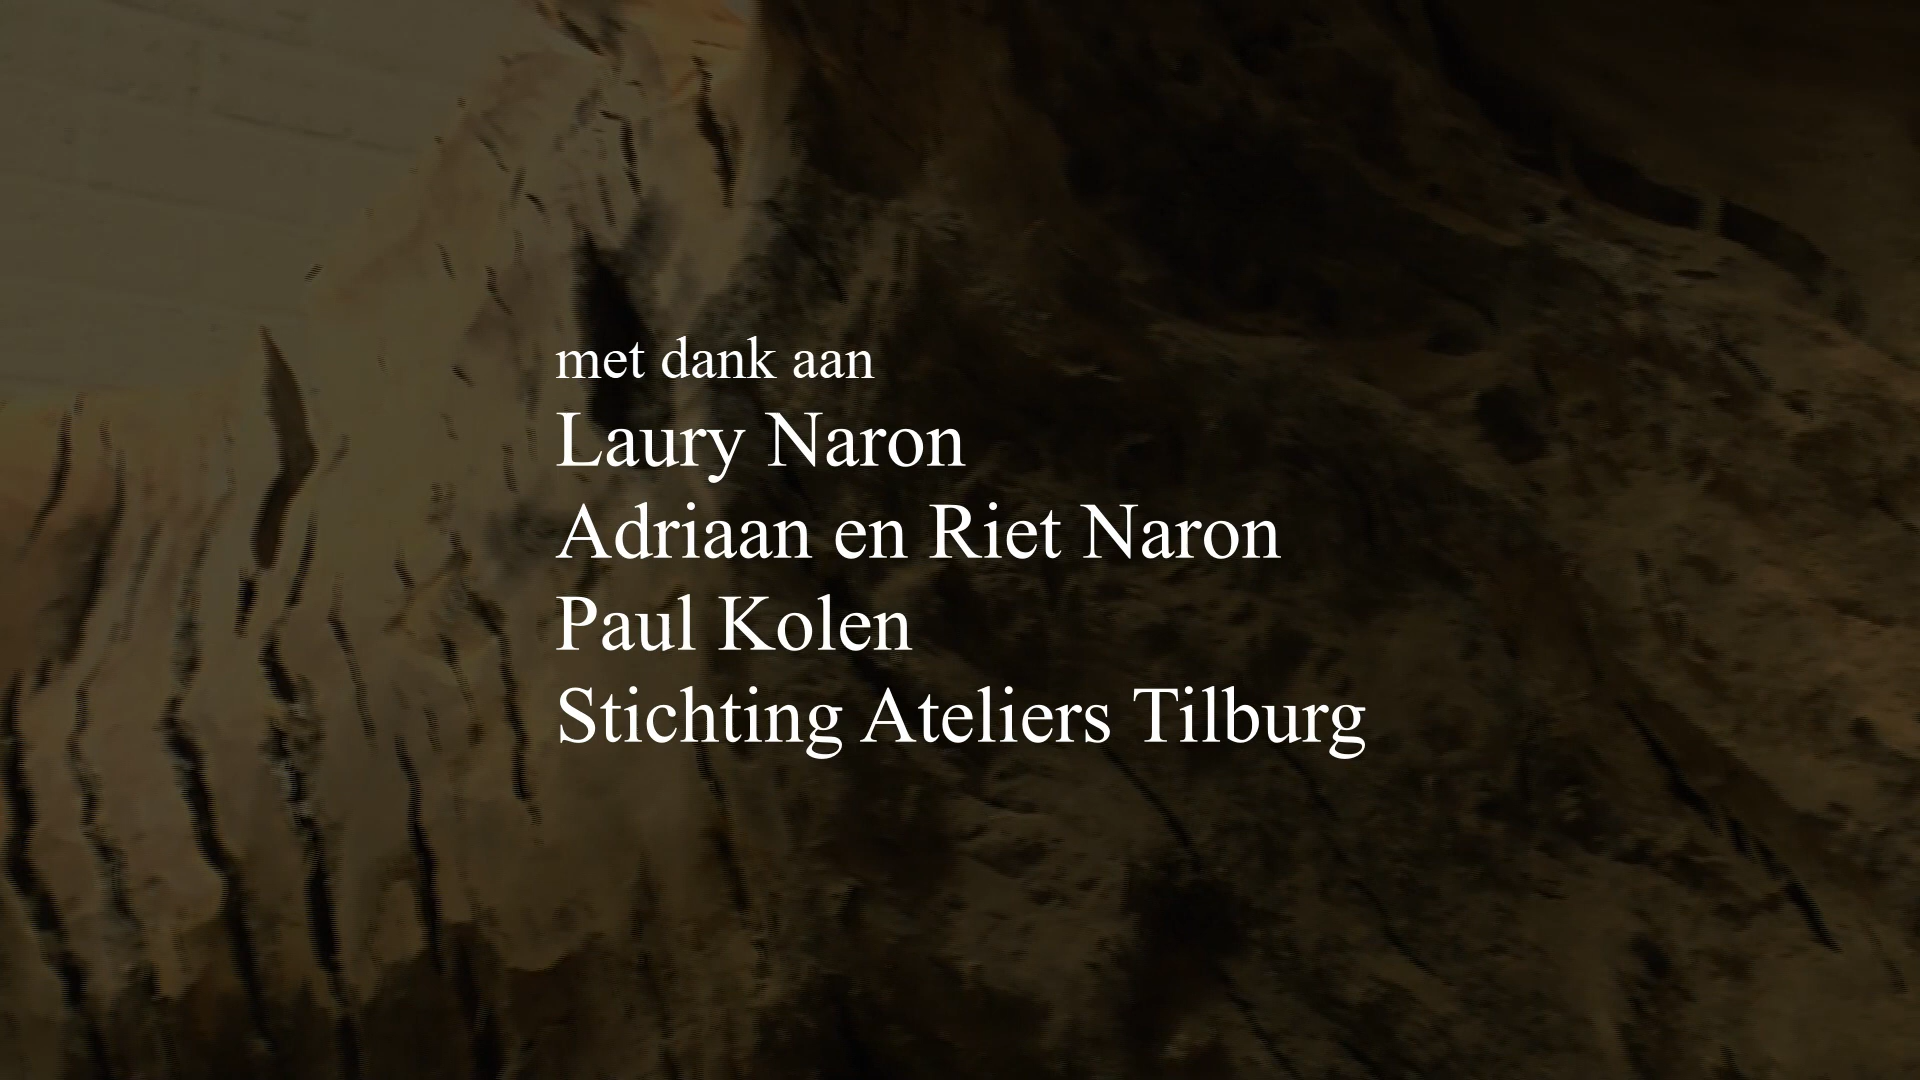 met dank aan
Laury Naron
Adriaan en Riet Naron
Paul Kolen
Stichting Ateliers Tilburg